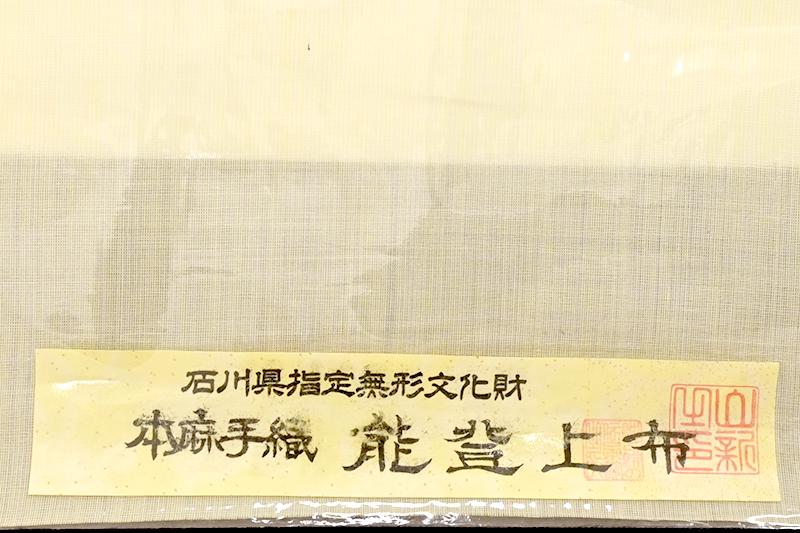 石川県指定無形文化財
本麻手織 能登上布